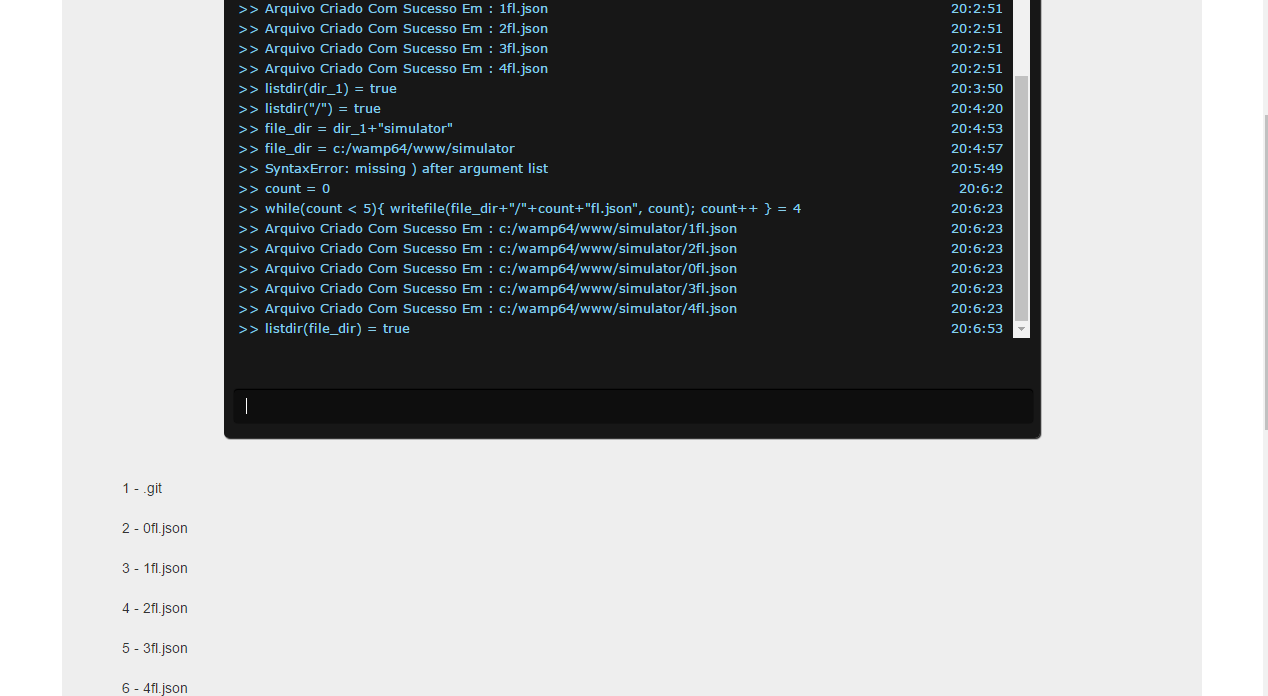 >> Arquivo Criado Com Sucesso Em : 1fl.json 20:2:51
>> Arquivo Criado Com Sucesso Em : 2fl.json 20:2:51
>> Arquivo Criado Com Sucesso Em : 3fl.json 20:2:51
>> Arquivo Criado Com Sucesso Em : 4fl.json 20:2:51
>> listdir(dir_1) = true 20:3:50
>> listdir("/") = true 20:4:20
>> file_dir = dir_1+"simulator" 20:4:53
>> file_dir = c:/wamp64/www/simulator 20:4:57
>> SyntaxError: missing ) after argument list 20:5:49
>> count = 0 20:6:2
>> while(count < 5){ writefile(file_dir+"/"+count+"fl.json", count); count++ } = 4 20:6:23
>> Arquivo Criado Com Sucesso Em : c:/wamp64/www/simulator/1fl.json 20:6:23
>> Arquivo Criado Com Sucesso Em : c:/wamp64/www/simulator/2fl.json 20:6:23
>> Arquivo Criado Com Sucesso Em : c:/wamp64/www/simulator/0fl.json 20:6:23
>> Arquivo Criado Com Sucesso Em : c:/wamp64/www/simulator/3fl.json 20:6:23
>> Arquivo Criado Com Sucesso Em : c:/wamp64/www/simulator/4fl.json 20:6:23
>> listdir(file_dir) = true 20:6:53
1 - .git
2 - 0fl.json
3 - 1fl.json
4 - 2fl.json
5 - 3fl.json
6 - 4fl.json